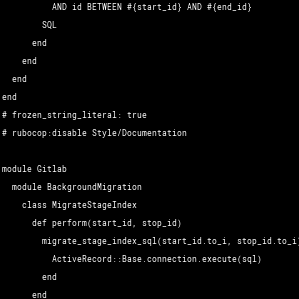 AND id BETWEEN #{start_id} AND #{end_id}
SQL
end
end
end
end
# frozen_string_literal: true
# rubocop:disable Style/Documentation
module Gitlab
module BackgroundMigration
class MigrateStageIndex
def perform(start_id, stop_id)
migrate_stage_index_sql(start_id.to_i, stop_id.to_i)
ActiveRecord::Base.connection.execute(sql)
end
end